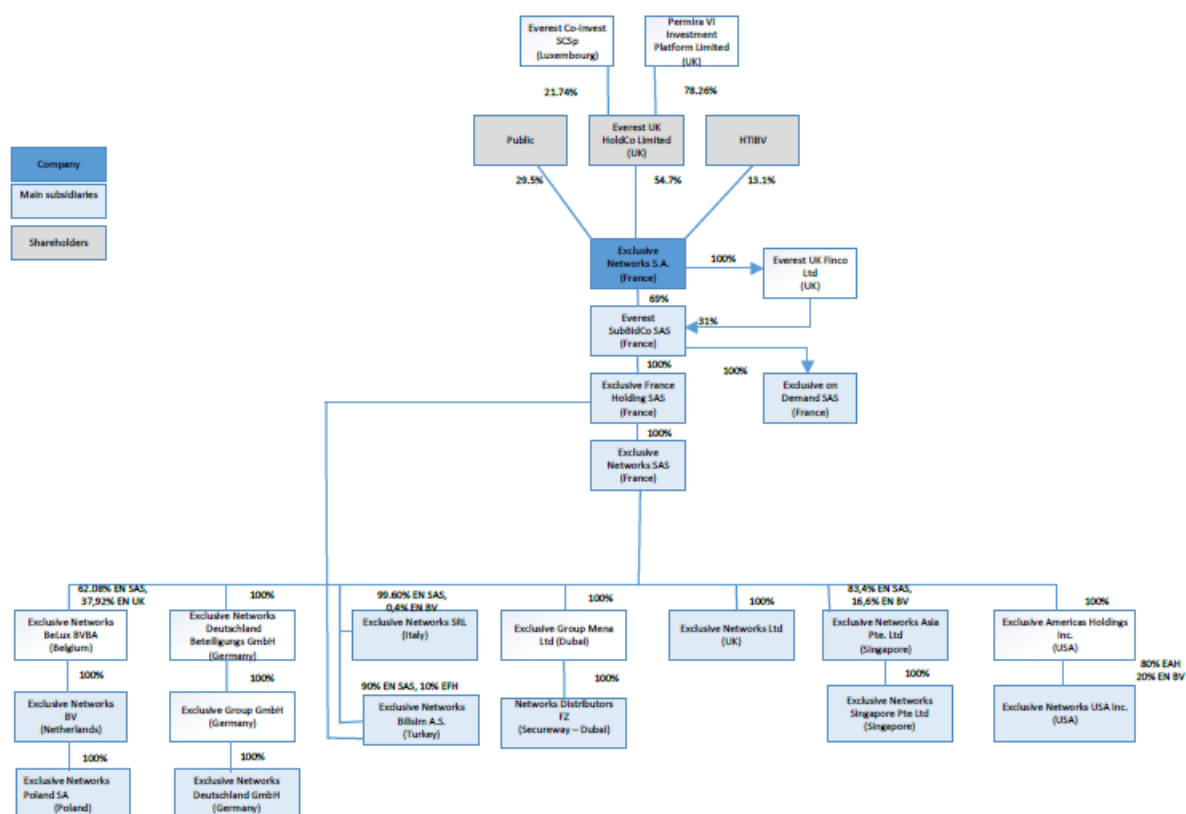 Everest Co-Invest
SCSp
(Luxembourg)
Permira VI
Investment
Platform Limited
(UK)
21.74%
78.26%
Public
Everest UK
HoldCo Limited
(UK)
HTIBV
29.5%
54.7%
13.1%
Company
Main subsidiaries
Shareholders
Exclusive
Networks S.A.
(France)
100%
Everest UK Finco
Ltd
(UK)
69%
31%
Everest
SubBidCo SAS
(France)
100%
100%
Exclusive France
Holding SAS
(France)
Exclusive on
Demand SAS
(France)
100%
Exclusive
Networks SAS
(France)
62.08% EN SAS,
37,92% EN UK
100%
99.60% EN SAS,
0,4% EN BV
100%
100%
83,4% EN SAS,
16,6% EN BV
100%
Exclusive Networks
BeLux BVBA
(Belgium)
Exclusive Networks
Deutschland
Beteiligungs GmbH
(Germany)
Exclusive Networks SRL
(Italy)
Exclusive Group Mena
Ltd (Dubai)
Exclusive Networks Ltd
(UK)
Exclusive Networks Asia
Pte. Ltd
(Singapore)
Exclusive Americas Holdings
Inc.
(USA)
100%
100%
90% EN SAS, 10% EFH
100%
100%
80% EAH
20% EN BV
Exclusive Networks
BV
(Netherlands)
Exclusive Group GmbH
(Germany)
Exclusive Networks
Bilisim A.S.
(Turkey)
Networks Distributors
FZ
(Secureway – Dubai)
Exclusive Networks
Singapore Pte Ltd
(Singapore)
Exclusive Networks USA Inc.
(USA)
100%
100%
Exclusive Networks
Poland SA
(Poland)
Exclusive Networks
Deutschland GmbH
(Germany)